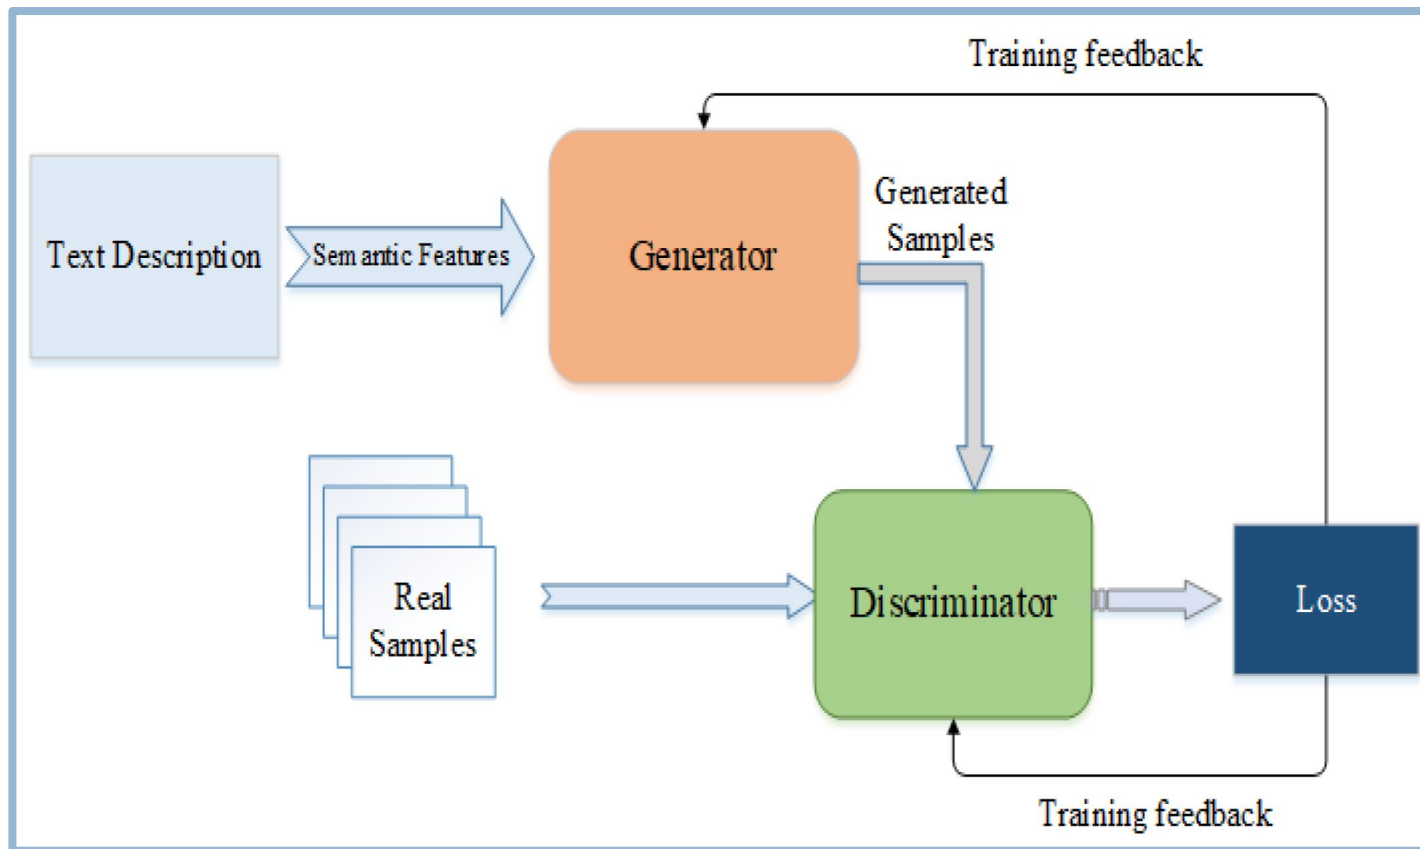 Training feedback
Text Description
Semantic Features
Generator
Generated
Samples
Real
Samples
Discriminator
Loss
Training feedback